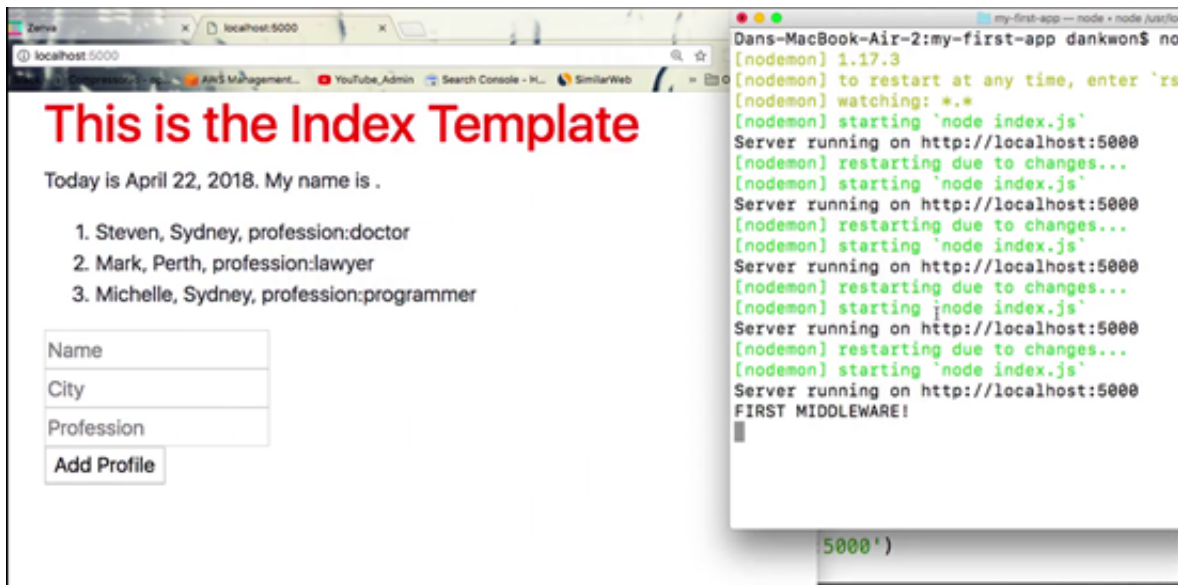 Zenva
localhost:5000
localhost:5000
AWS Management...
YouTube_Admin
Search Console - H...
SimilarWeb
»
This is the Index Template
Today is April 22, 2018. My name is .
1. Steven, Sydney, profession:doctor
2. Mark, Perth, profession:lawyer
3. Michelle, Sydney, profession:programmer
Name
City
Profession
Add Profile
my-first-app — node • node /usr/lo
Dans-MacBook-Air-2:my-first-app dankwon$ no
[nodemon] 1.17.3
[nodemon] to restart at any time, enter `rs
[nodemon] watching: *.*
[nodemon] starting `node index.js`
Server running on http://localhost:5000
[nodemon] restarting due to changes...
[nodemon] starting `node index.js`
Server running on http://localhost:5000
[nodemon] restarting due to changes...
[nodemon] starting `node index.js`
Server running on http://localhost:5000
[nodemon] restarting due to changes...
[nodemon] starting `node index.js`
Server running on http://localhost:5000
[nodemon] restarting due to changes...
[nodemon] starting `node index.js`
Server running on http://localhost:5000
FIRST MIDDLEWARE!
:5000')